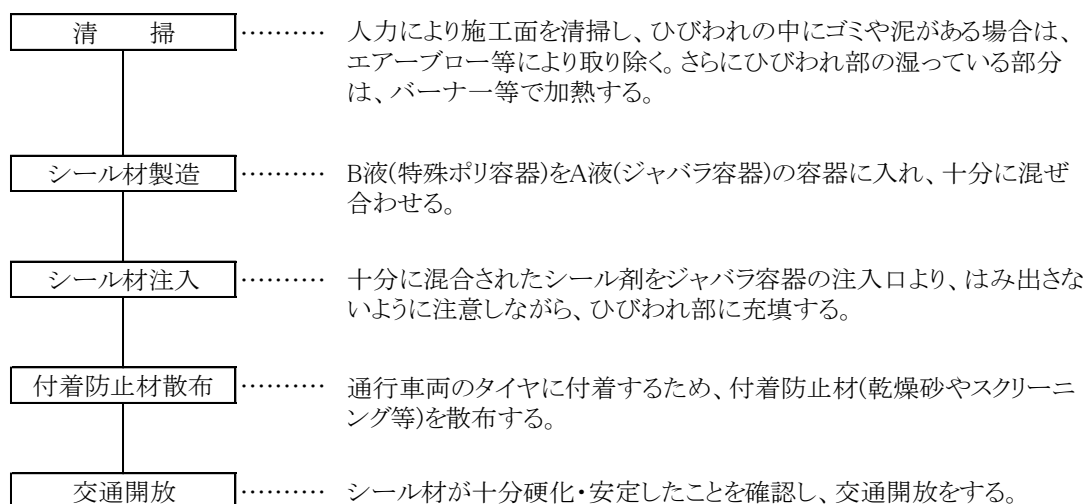 清　　掃 ………… 人力により施工面を清掃し、ひびわれの中にゴミや泥がある場合は、
エアーブロー等により取り除く。さらにひびわれ部の湿っている部分
は、バーナー等で加熱する。
シール材製造 ………… B液(特殊ポリ容器)をA液(ジャバラ容器)の容器に入れ、十分に混ぜ
合わせる。
シール材注入 ………… 十分に混合されたシール剤をジャバラ容器の注入口より、はみ出さな
いように注意しながら、ひびわれ部に充填する。
付着防止材散布 ………… 通行車両のタイヤに付着するため、付着防止材(乾燥砂やスクリーニ
ング等)を散布する。
交通開放 ………… シール材が十分硬化・安定したことを確認し、交通開放をする。